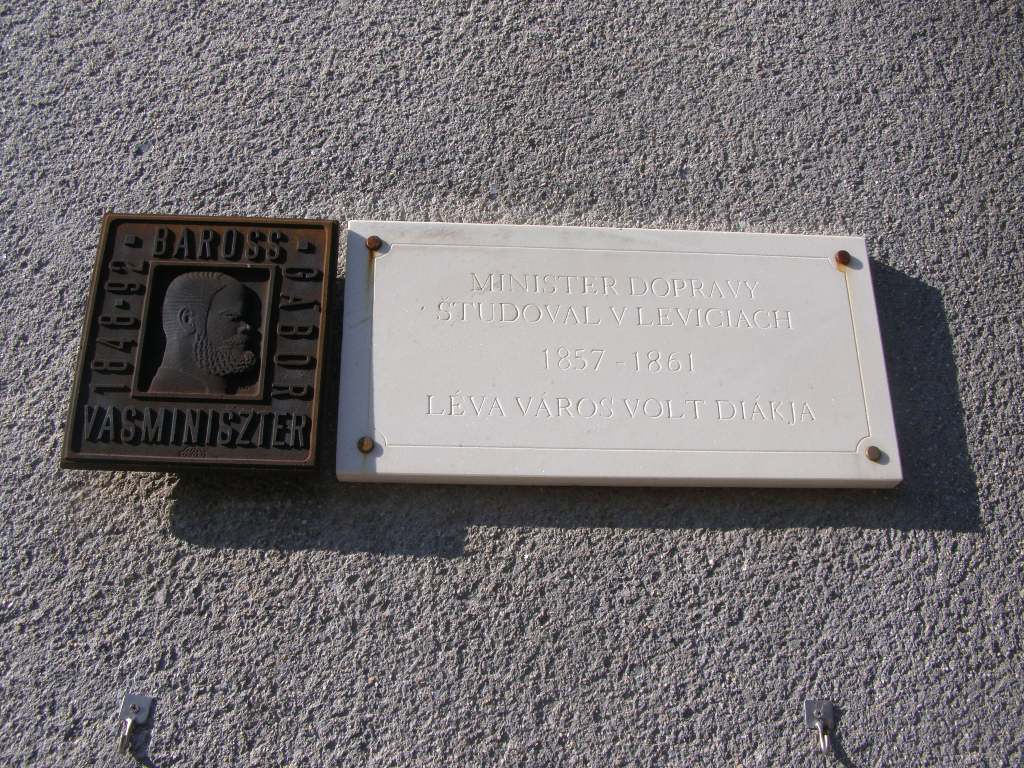 BAROSS
GÁBOR
1848-92
VASMINISZTER
MINISTER DOPRAVY
ŠTUDOVAL V LEVICIACH
1857-1861
LÉVA VÁROS VOLT DIÁKJA